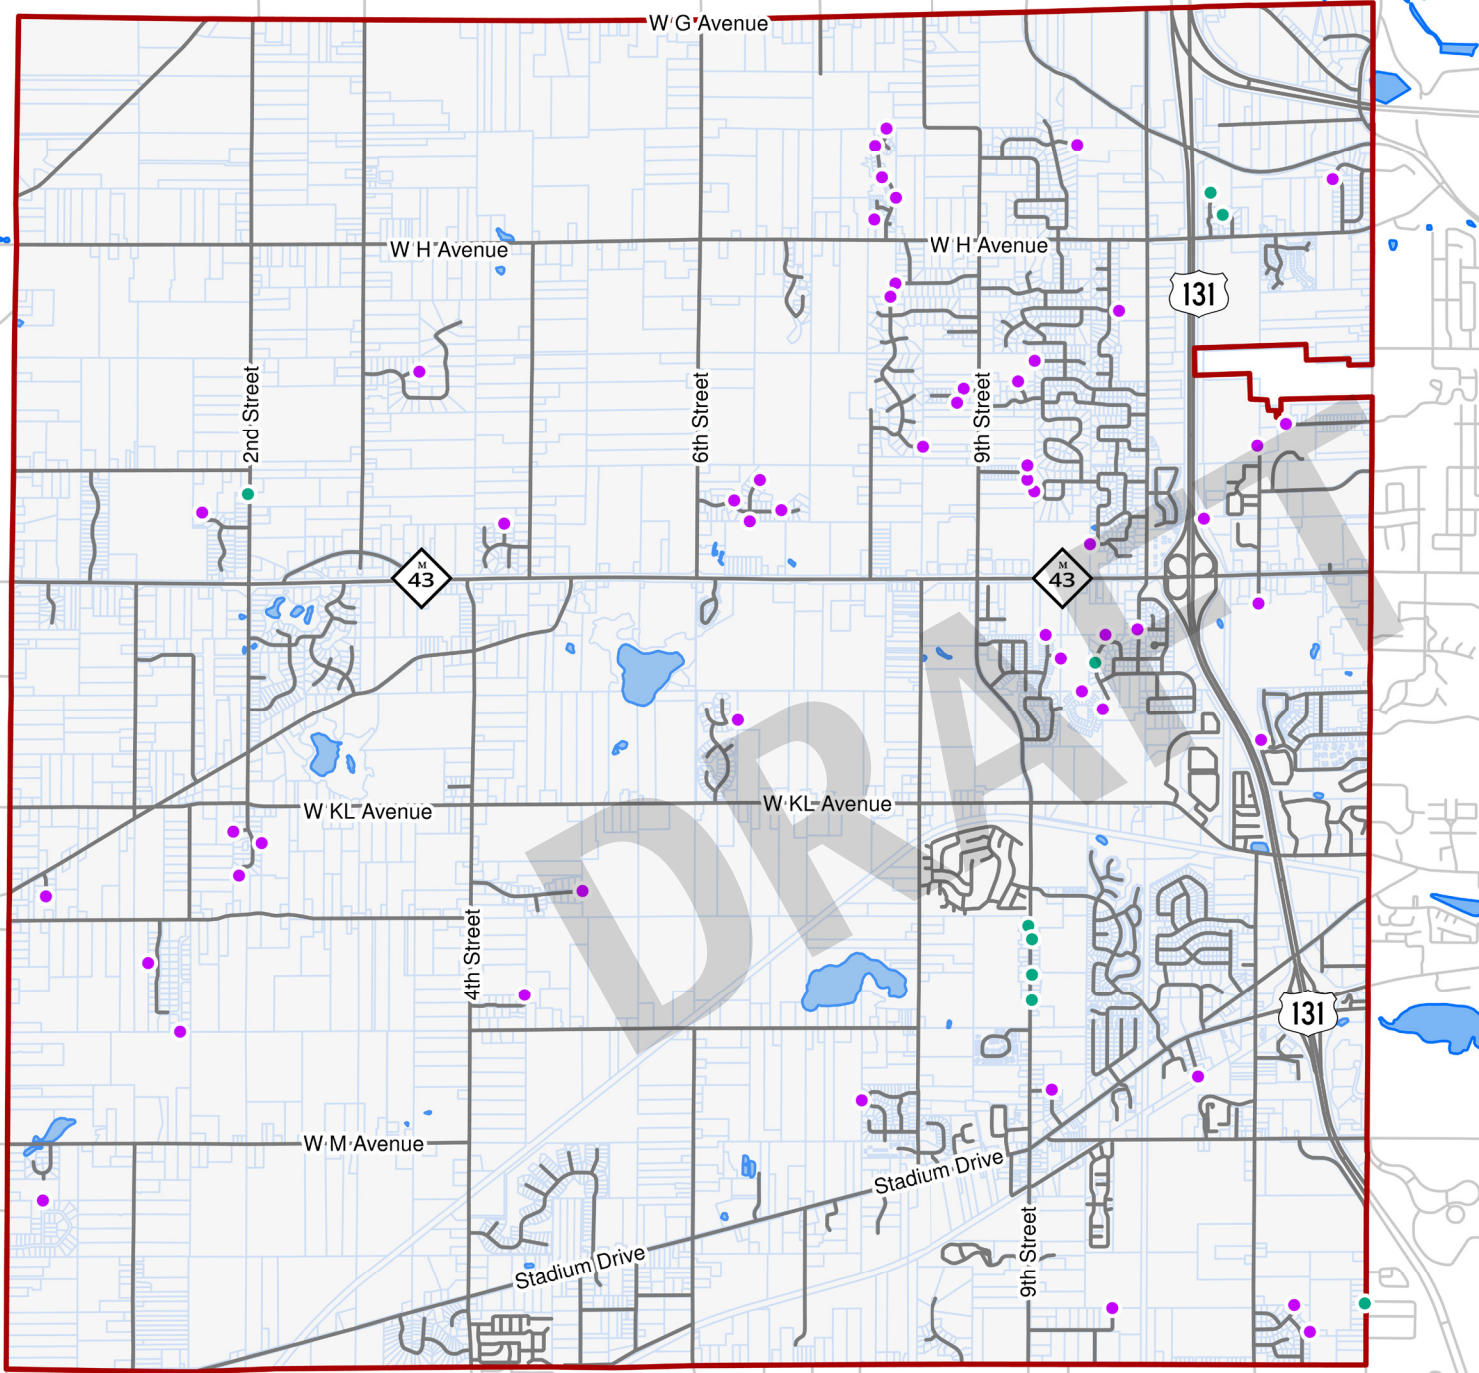 W G Avenue
W H Avenue
W H Avenue
131
2nd Street
6th Street
9th Street
M
43
M
43
W KL Avenue
W KL Avenue
DRAFT
4th Street
131
W M Avenue
Stadium Drive
9th Street
Stadium Drive